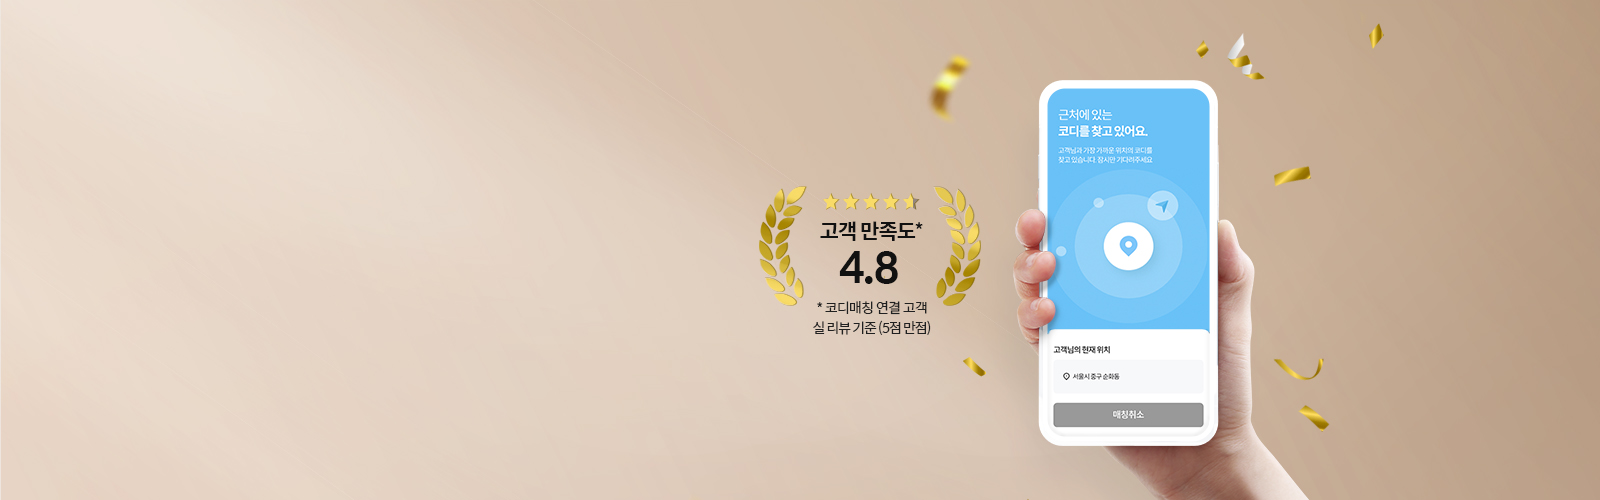 고객 만족도*
4.8
* 코디매칭 연결 고객
실 리뷰 기준 (5점 만점)
근처에 있는
코디를 찾고 있어요.
고객님과 가장 가까운 위치의 코디를
찾고 있습니다. 잠시만 기다려주세요
고객님의 현재 위치
서울시 중구 순화동
매칭취소